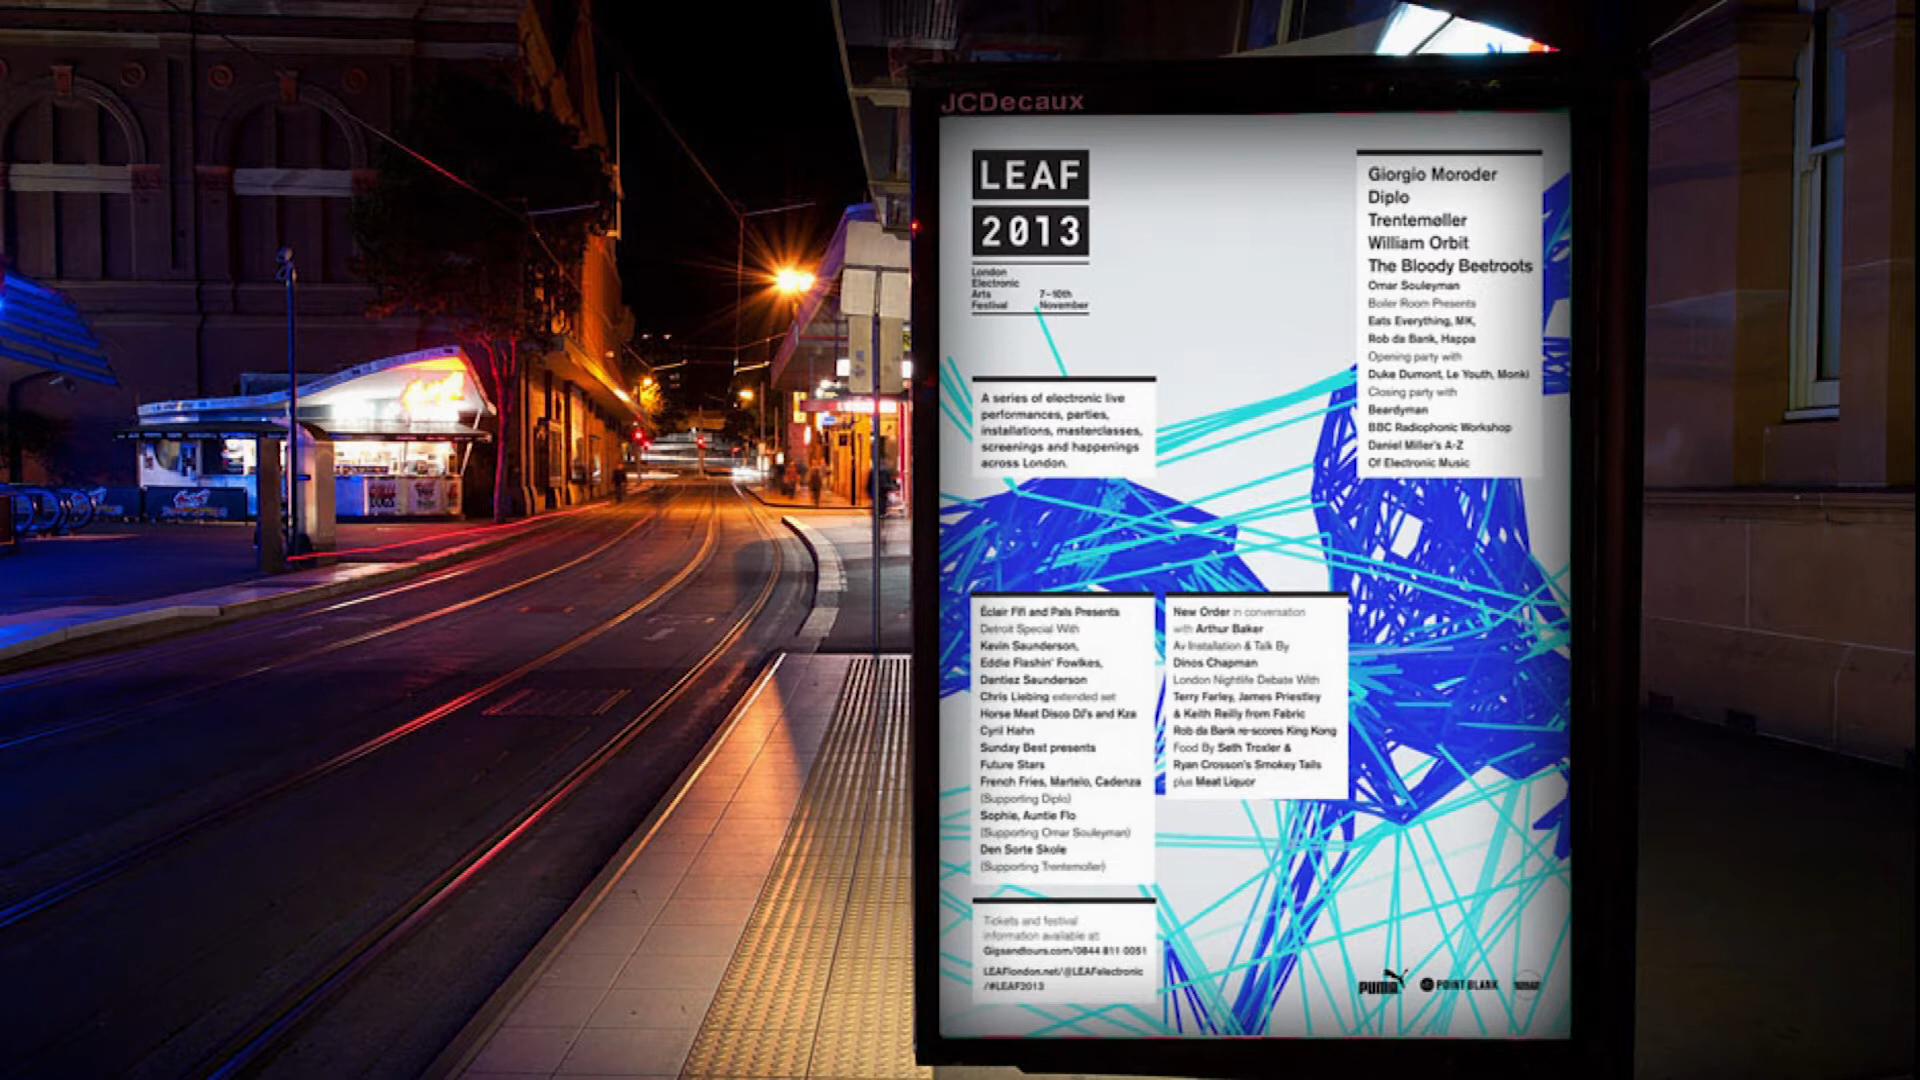 JCDecaux
LEAF
2013
London
Electronic
Arts
Festival
7–10th
November
Giorgio Moroder
Diplo
Trentemøller
William Orbit
The Bloody Beetroots
Omar Souleyman
Boiler Room Presents
Eats Everything, MK,
Rob da Bank, Happa
Opening party with
Duke Dumont, Le Youth, Monki
Closing party with
Beardyman
BBC Radiophonic Workshop
Daniel Miller's A-Z
Of Electronic Music
A series of electronic live
performances, parties,
installations, masterclasses,
screenings and happenings
across London.
Éclair Fifi and Pals Presents
Detroit Special With
Kevin Saunderson,
Eddie Flashin' Fowlkes,
Dantiez Saunderson
Chris Liebing extended set
Horse Meat Disco DJ's and Kza
Cyril Hahn
Sunday Best presents
Future Stars
French Fries, Martelo, Cadenza
(Supporting Diplo)
Sophie, Auntie Flo
(Supporting Omar Souleyman)
Den Sorte Skole
(Supporting Trentemoller)
New Order in conversation
with Arthur Baker
Av Installation & Talk By
Dinos Chapman
London Nightlife Debate With
Terry Farley, James Priestley
& Keith Reilly from Fabric
Rob da Bank re-scores King Kong
Food By Seth Troxler &
Ryan Crosson's Smokey Tails
plus Meat Liquor
Tickets and festival
information available at:
Gigsandtours.com/0844 811 0051
LEAFlondon.net/@LEAFelectronic
/#LEAF2013
PUMA
POINT BLANK